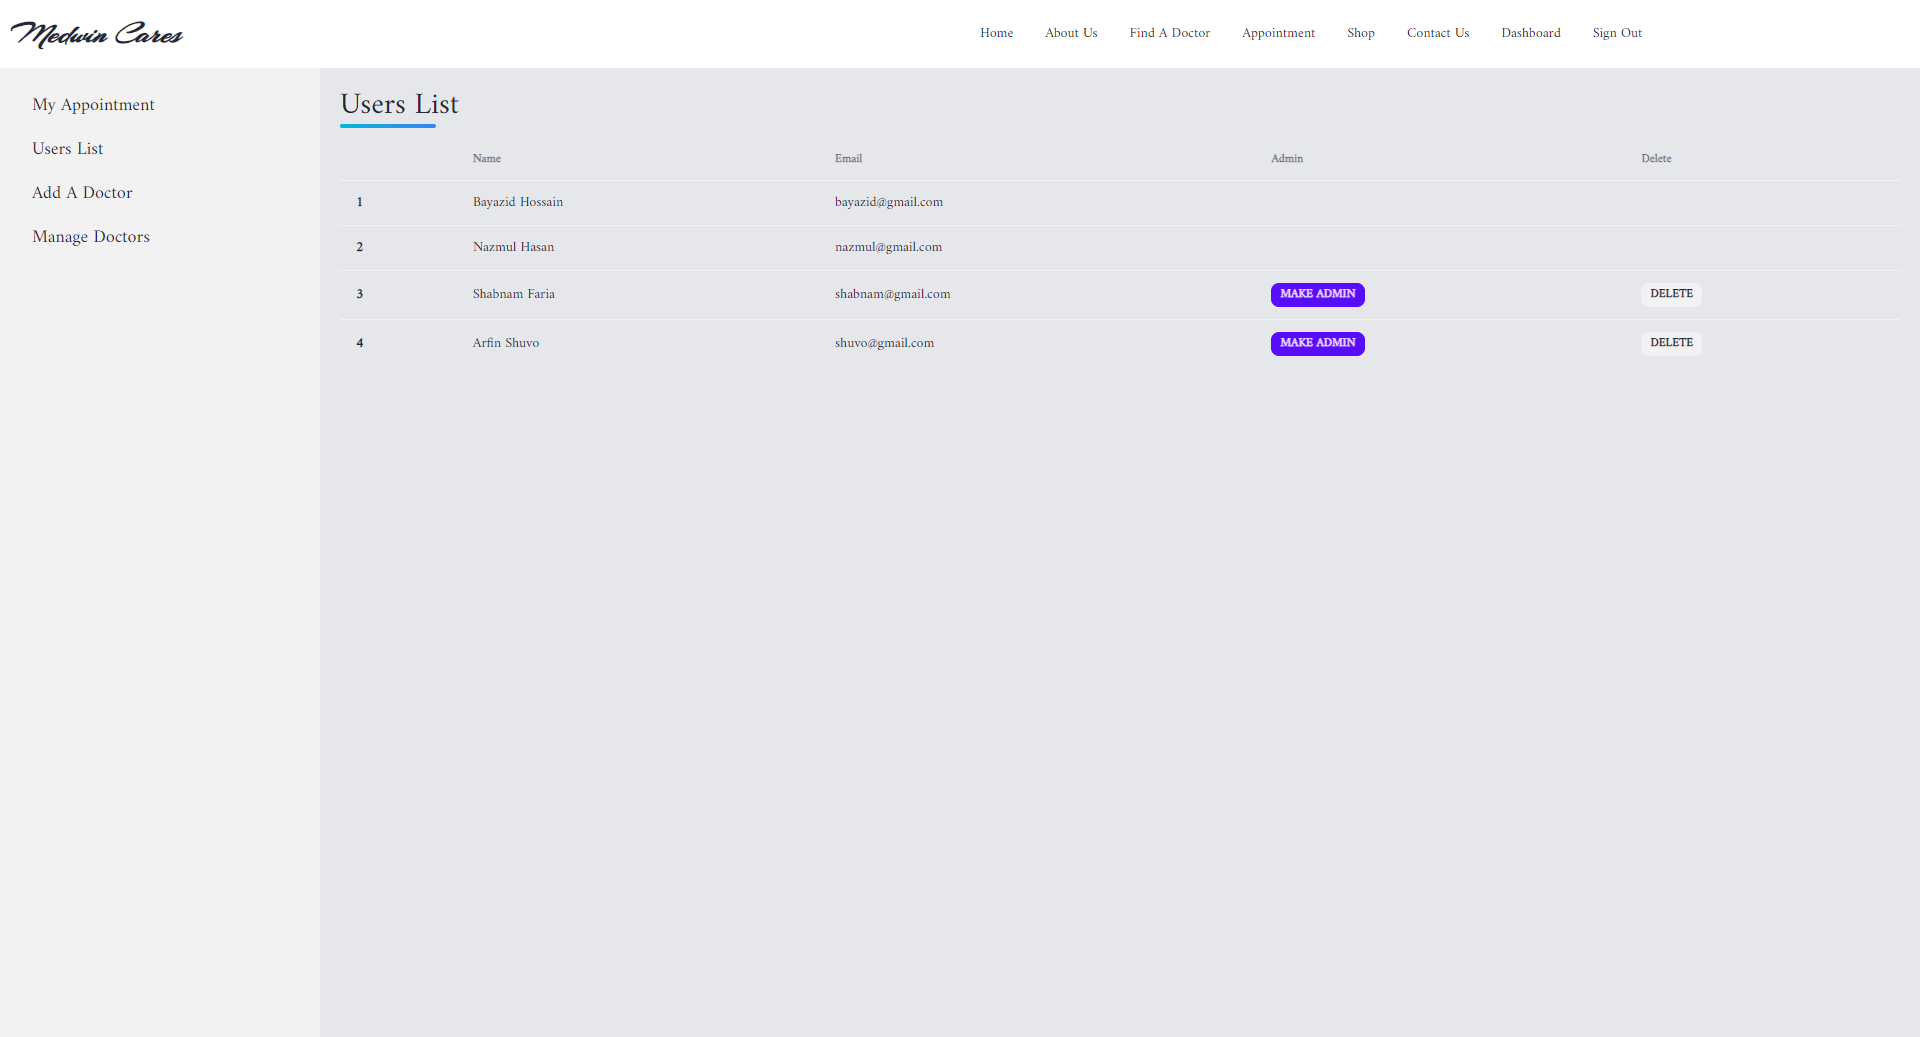 Medwin Cares
Home About Us Find A Doctor Appointment Shop Contact Us Dashboard Sign Out
My Appointment
Users List
Add A Doctor
Manage Doctors
Users List
Name Email Admin Delete
1 Bayazid Hossain bayazid@gmail.com
2 Nazmul Hasan nazmul@gmail.com
3 Shabnam Faria shabnam@gmail.com MAKE ADMIN DELETE
4 Arfin Shuvo shuvo@gmail.com MAKE ADMIN DELETE